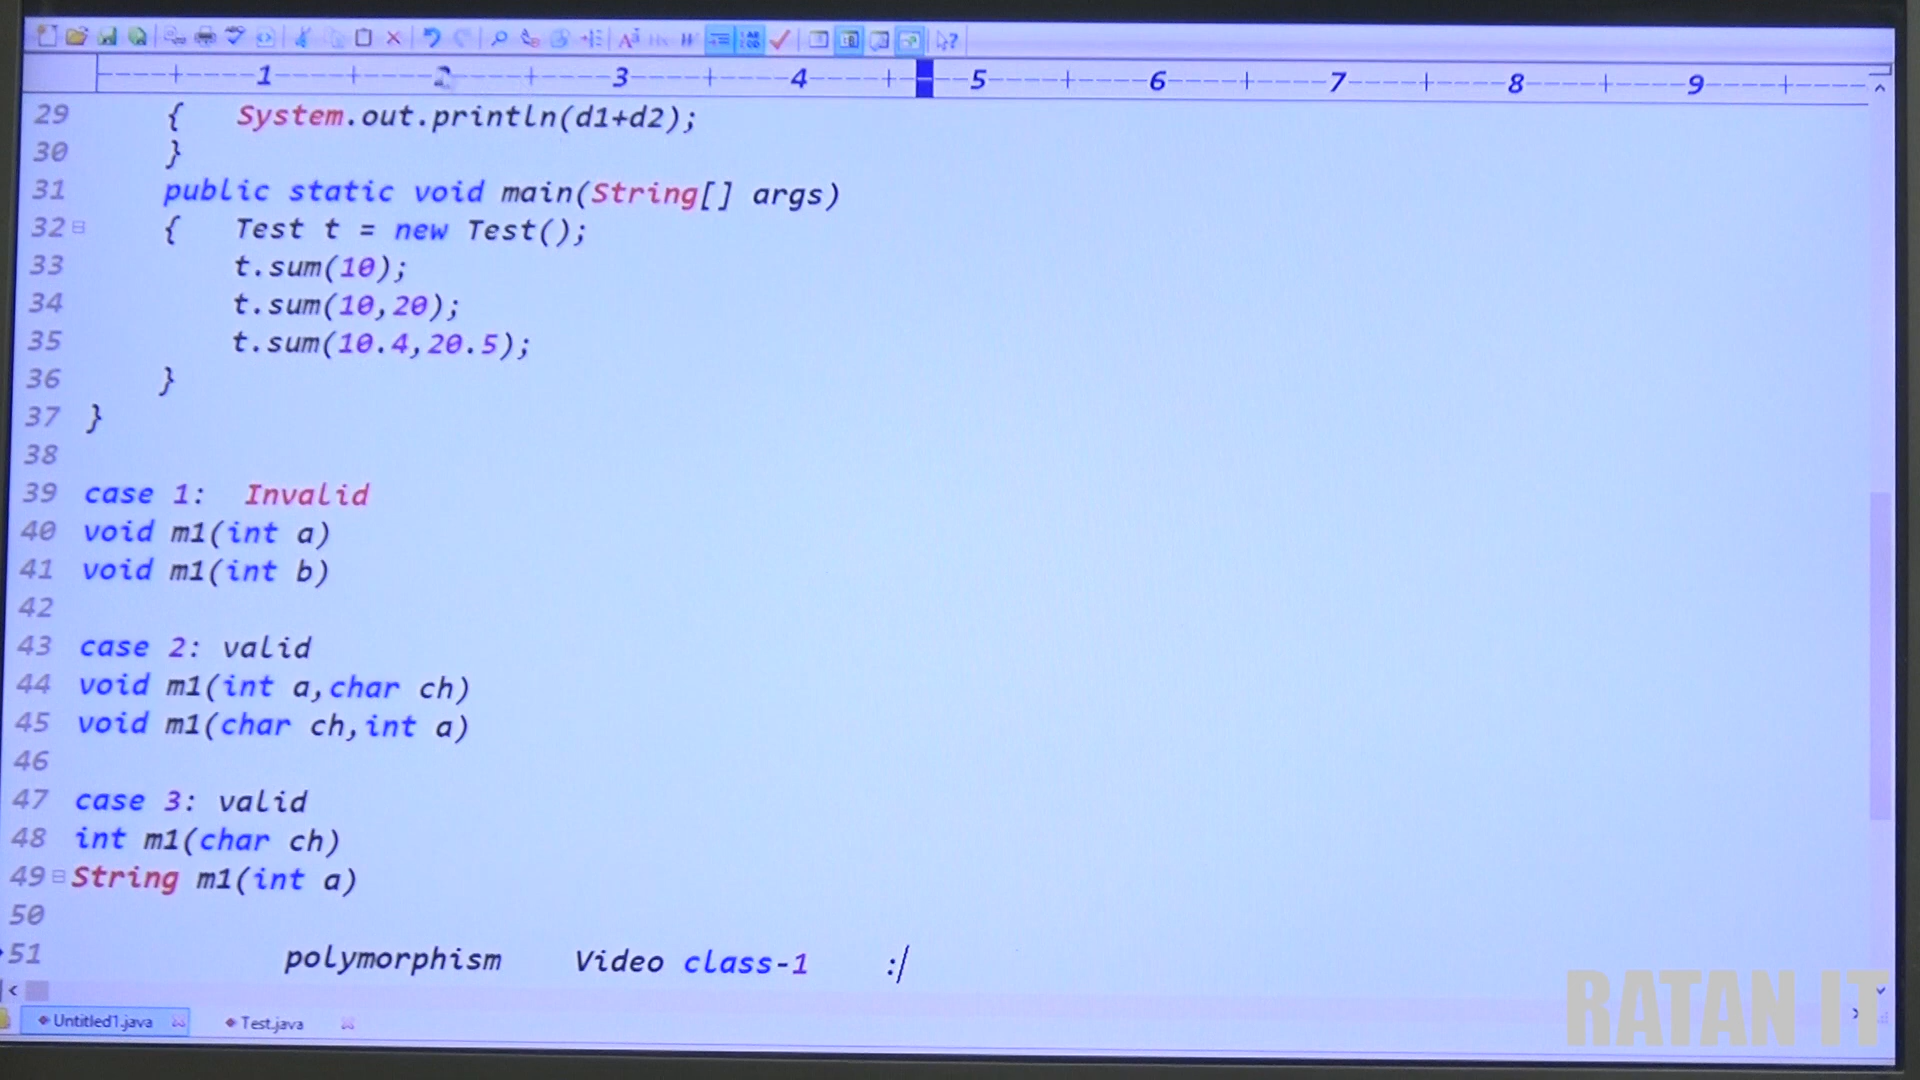 1 2 3 4 5 6 7 8 9
29 { System.out.println(d1+d2);
30 }
31 public static void main(String[] args)
32 { Test t = new Test();
33 t.sum(10);
34 t.sum(10,20);
35 t.sum(10.4,20.5);
36 }
37 }
38
39 case 1: Invalid
40 void m1(int a)
41 void m1(int b)
42
43 case 2: valid
44 void m1(int a,char ch)
45 void m1(char ch,int a)
46
47 case 3: valid
48 int m1(char ch)
49 String m1(int a)
50
51 polymorphism Video class-1 :
Untitled1.java Test.java
RATAN IT